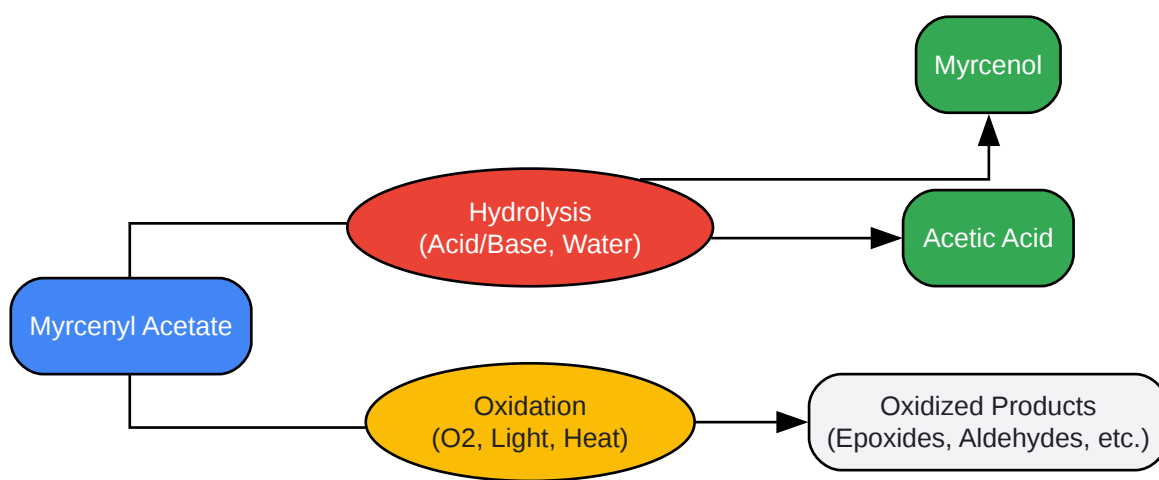 Myrcenol
Hydrolysis
(Acid/Base, Water)
Acetic Acid
Myrcenyl Acetate
Oxidation
(O2, Light, Heat)
Oxidized Products
(Epoxides, Aldehydes, etc.)